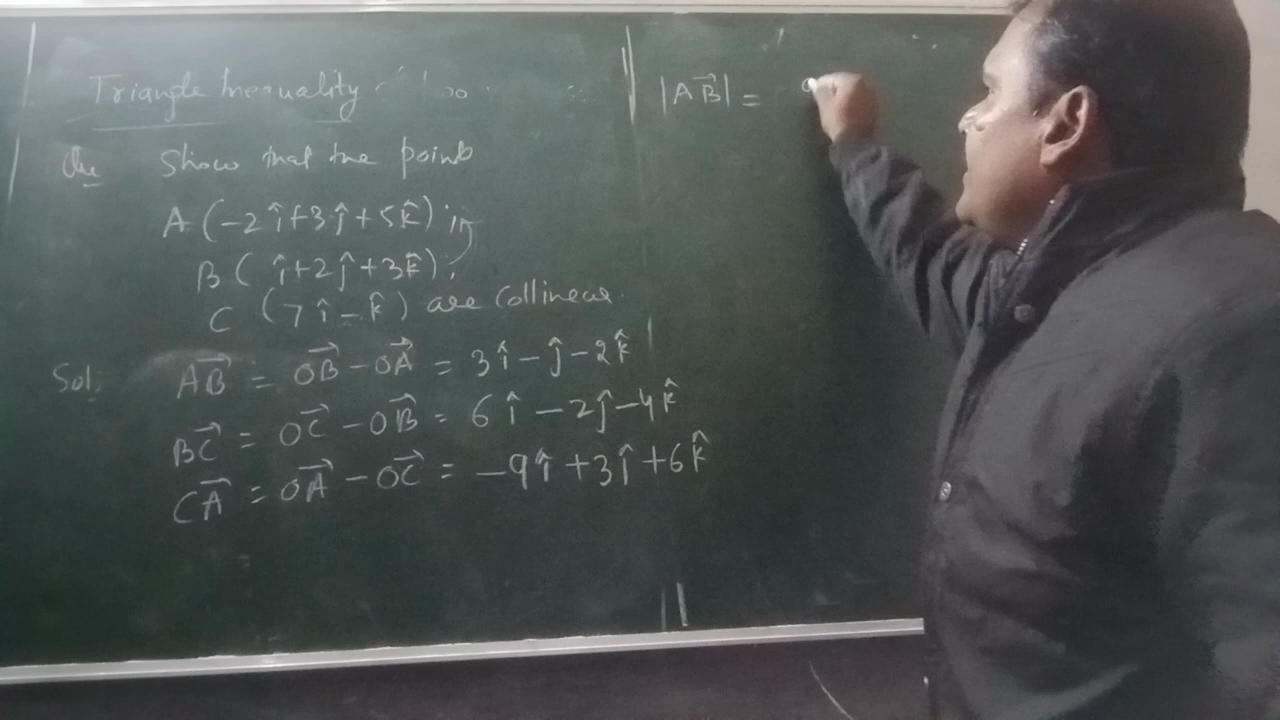 Triangle Inequality
Que Show that the point
A (-2î+3ĵ+5k̂),
B ( î+2ĵ+3k̂),
C (7î-k̂) are collinear.
Sol; AB⃗ = OB⃗ - OA⃗ = 3î - ĵ - 2k̂
BC⃗ = OC⃗ - OB⃗ = 6î - 2ĵ - 4k̂
CA⃗ = OA⃗ - OC⃗ = -9î + 3ĵ + 6k̂
=
|AB⃗| =